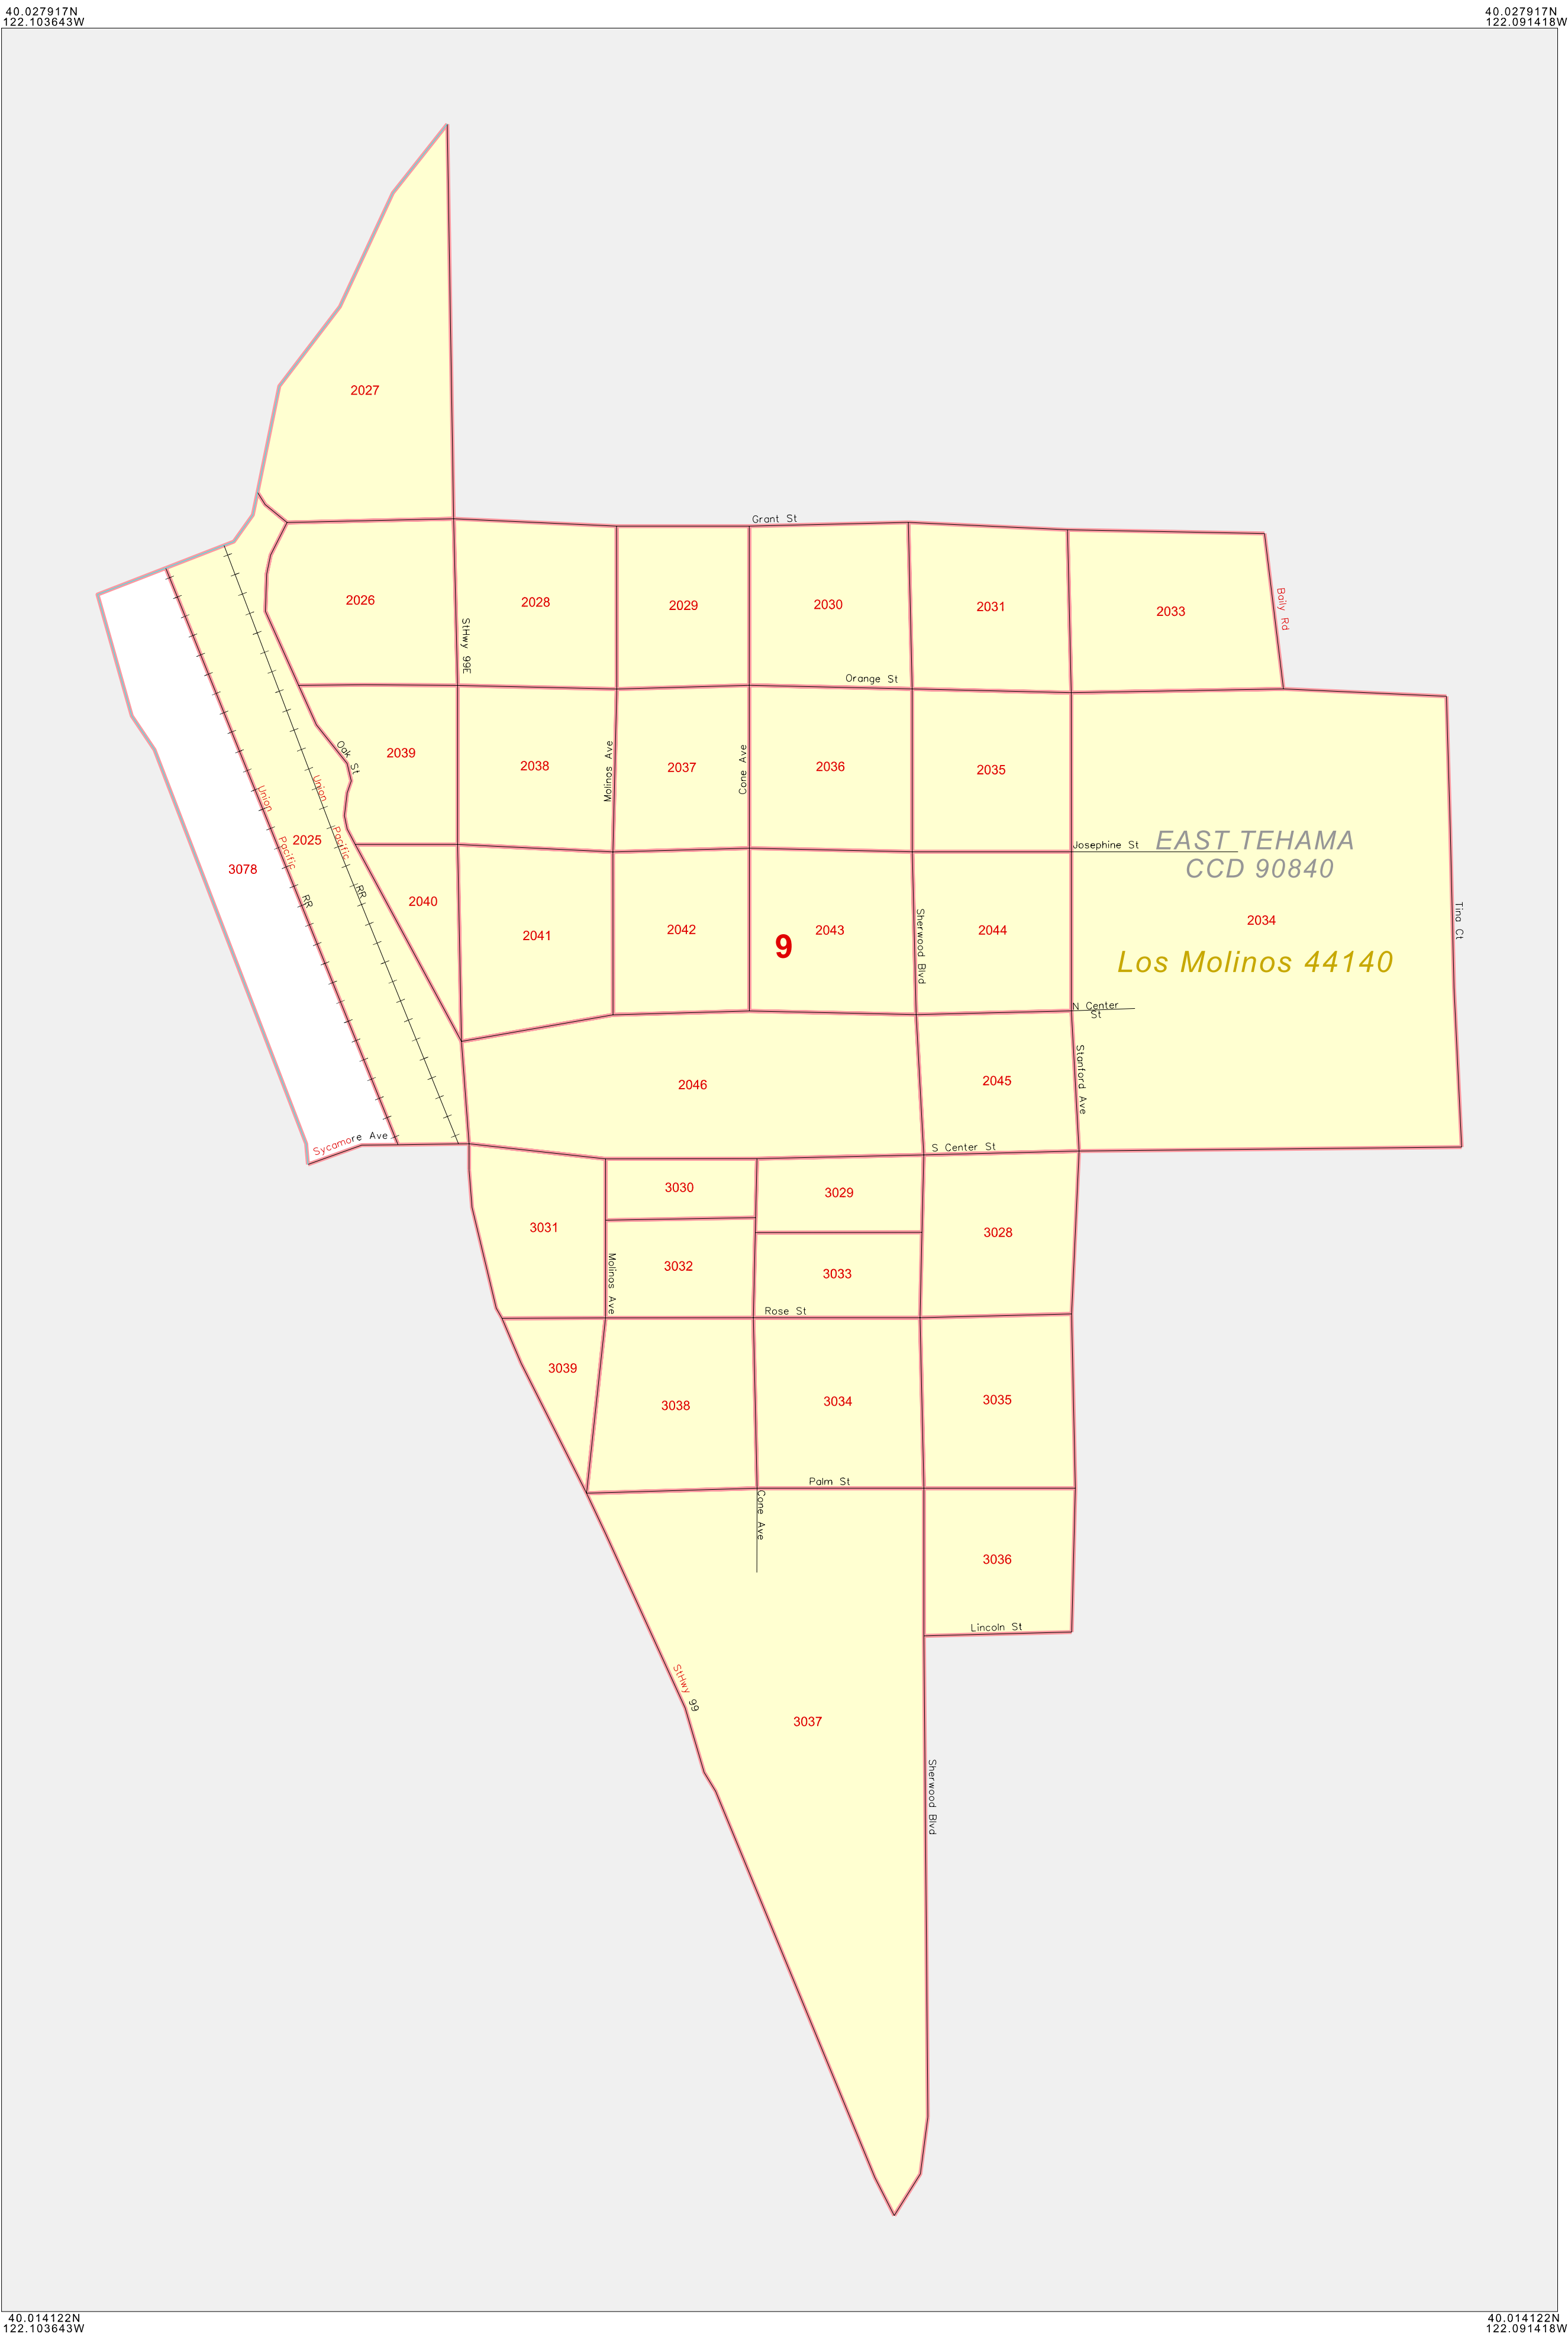 40.027917N
122.103643W
40.027917N
122.091418W
2027
Grant St
2026
2028
2029
2030
2031
2033
Baily Rd
StHwy 99E
Orange St
Oak St
2039
2038
Molinos Ave
2037
Cone Ave
2036
2035
Union Pacific RR
Union Pacific RR
2025
3078
Josephine St
EAST TEHAMA
CCD 90840
2040
2041
2042
9
2043
Sherwood Blvd
2044
2034
Tina Ct
Los Molinos 44140
N Center
St
2046
2045
Stanford Ave
Sycamore Ave
S Center St
3030
3029
3031
3028
Molinos Ave
3032
3033
Rose St
3039
3038
3034
3035
Palm St
Cone Ave
3036
Lincoln St
StHwy 99
3037
Sherwood Blvd
40.014122N
122.103643W
40.014122N
122.091418W